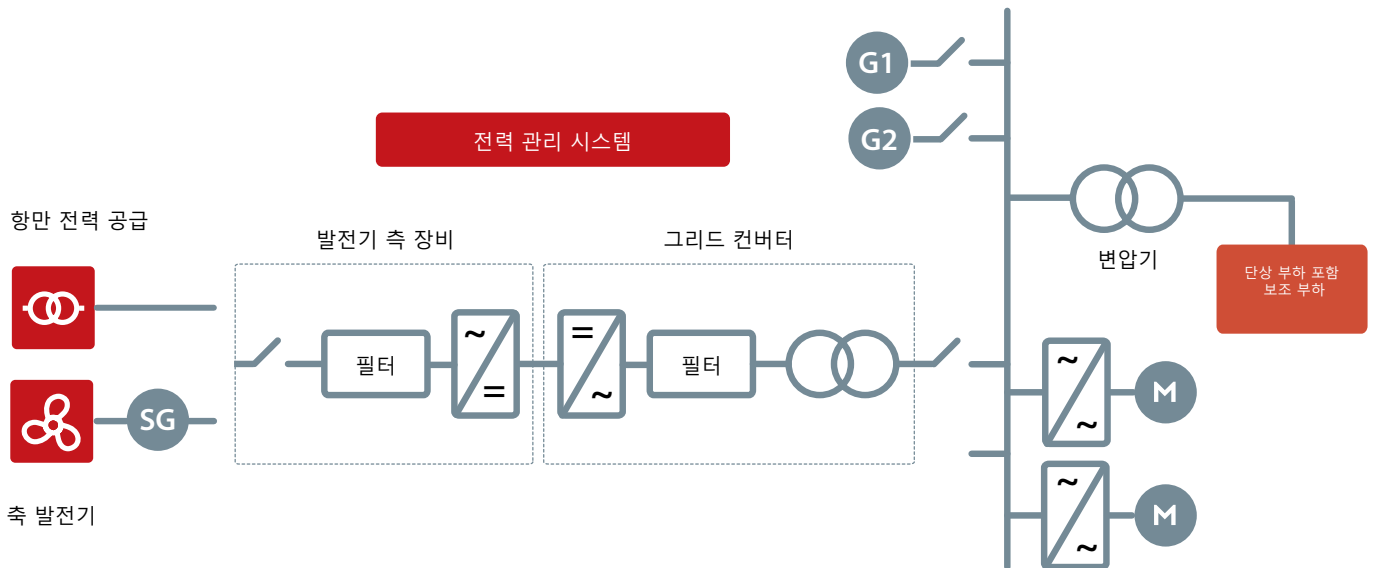 G1
G2
전력 관리 시스템
항만 전력 공급
발전기 측 장비
그리드 컨버터
변압기
단상 부하 포함
보조 부하
~
=
=
~
필터
필터
~
~
M
SG
~
~
M
축 발전기